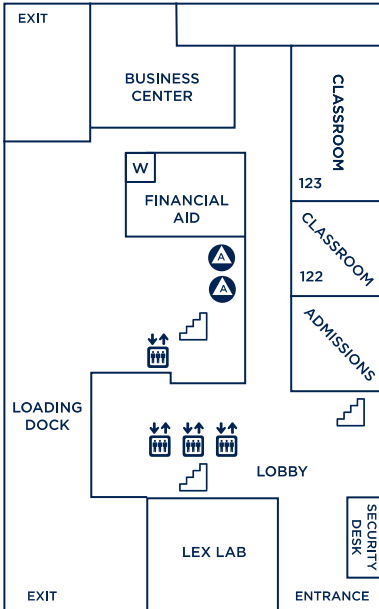 EXIT
BUSINESS
CENTER
CLASSROOM
123
W
FINANCIAL
AID
CLASSROOM
122
A
A
ADMISSIONS
LOADING
DOCK
LOBBY
SECURITY
DESK
LEX LAB
EXIT
ENTRANCE